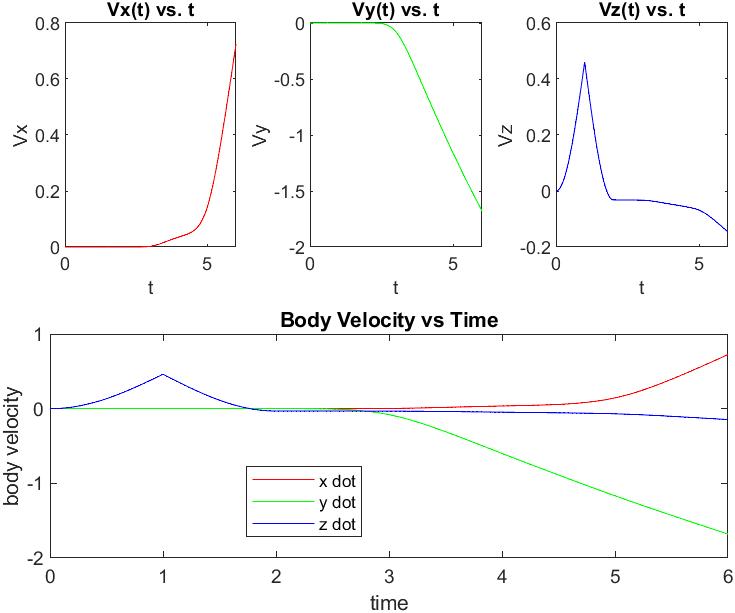 Vx(t) vs. t
0.8
0.6
0.4
0.2
0
Vx
0 5
t
Vy(t) vs. t
0
-0.5
-1
-1.5
-2
Vy
0 5
t
Vz(t) vs. t
0.6
0.4
0.2
0
-0.2
Vz
0 5
t
Body Velocity vs Time
1
0
-1
-2
body velocity
x dot
y dot
z dot
0 1 2 3 4 5 6
time